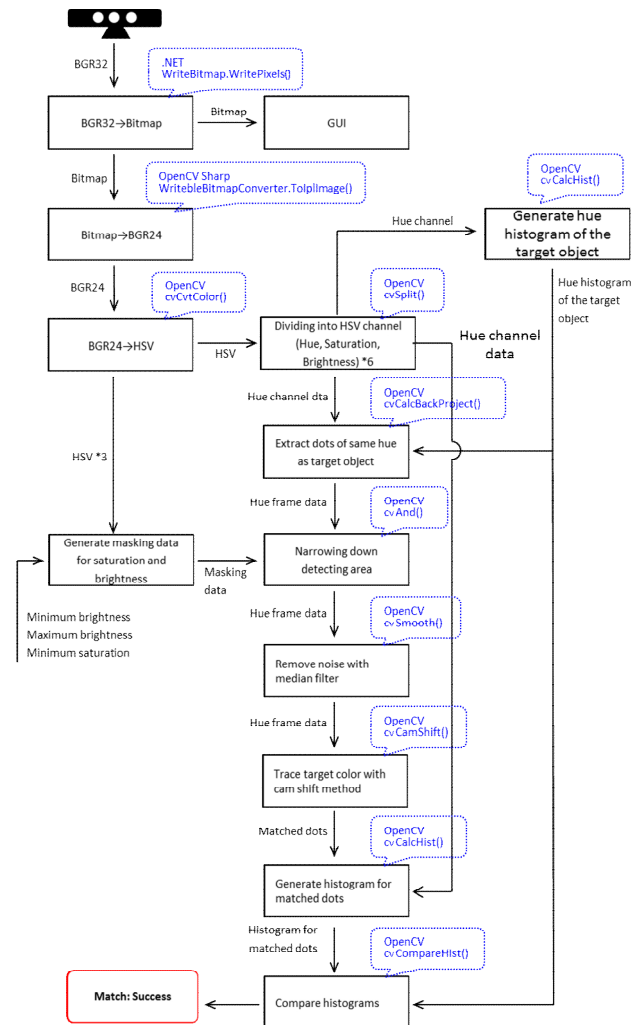 BGR32
.NET
WriteBitmap.WritePixels()
BGR32→Bitmap
Bitmap
GUI
Bitmap
OpenCV Sharp
WritebleBitmapConverter.ToIplImage()
OpenCV
cvCalcHist()
Bitmap→BGR24
Hue channel
Generate hue
histogram of the
target object
BGR24
OpenCV
cvCvtColor()
OpenCV
cvSplit()
Hue histogram
of the target
object
BGR24→HSV
HSV
Dividing into HSV channel
(Hue, Saturation,
Brightness) *6
Hue channel
data
Hue channel dta
OpenCV
cvCalcBackProject()
HSV *3
Extract dots of same hue
as target object
Hue frame data
OpenCV
cvAnd()
Generate masking data
for saturation and
brightness
Masking
data
Narrowing down
detecting area
Minimum brightness
Maximum brightness
Minimum saturation
Hue frame data
OpenCV
cvSmooth()
Remove noise with
median filter
Hue frame data
OpenCV
cvCamShift()
Trace target color with
cam shift method
Matched dots
OpenCV
cvCalcHist()
Generate histogram for
matched dots
Histogram for
matched dots
OpenCV
cvCompareHist()
Match: Success
Compare histograms